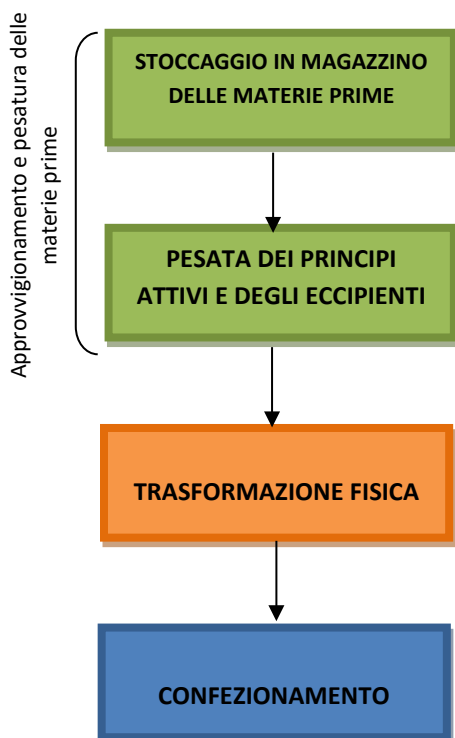 Approvvigionamento e pesatura delle
materie prime
STOCCAGGIO IN MAGAZZINO
DELLE MATERIE PRIME
PESATA DEI PRINCIPI
ATTIVI E DEGLI ECCIPIENTI
TRASFORMAZIONE FISICA
CONFEZIONAMENTO